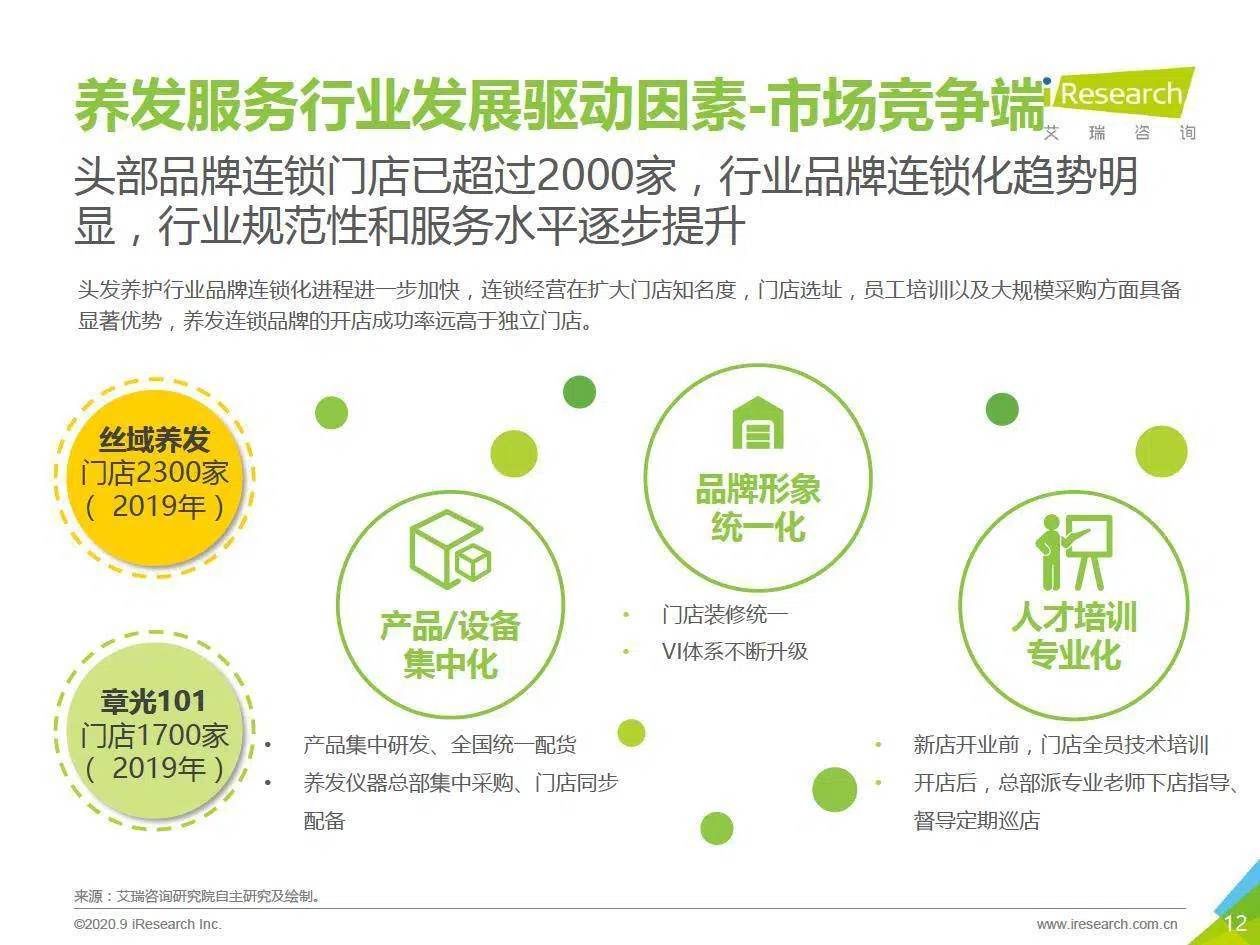 养发服务行业发展驱动因素-市场竞争端
iResearch
艾瑞咨询
头部品牌连锁门店已超过2000家，行业品牌连锁化趋势明
显，行业规范性和服务水平逐步提升
头发养护行业品牌连锁化进程进一步加快，连锁经营在扩大门店知名度，门店选址，员工培训以及大规模采购方面具备
显著优势，养发连锁品牌的开店成功率远高于独立门店。
丝域养发
门店2300家
（ 2019年）
章光101
门店1700家
（ 2019年）
产品/设备
集中化
• 产品集中研发、全国统一配货
• 养发仪器总部集中采购、门店同步
配备
品牌形象
统一化
• 门店装修统一
• VI体系不断升级
人才培训
专业化
• 新店开业前，门店全员技术培训
• 开店后，总部派专业老师下店指导、
督导定期巡店
来源：艾瑞咨询研究院自主研究及绘制。
©2020.9 iResearch Inc.
www.iresearch.com.cn
12